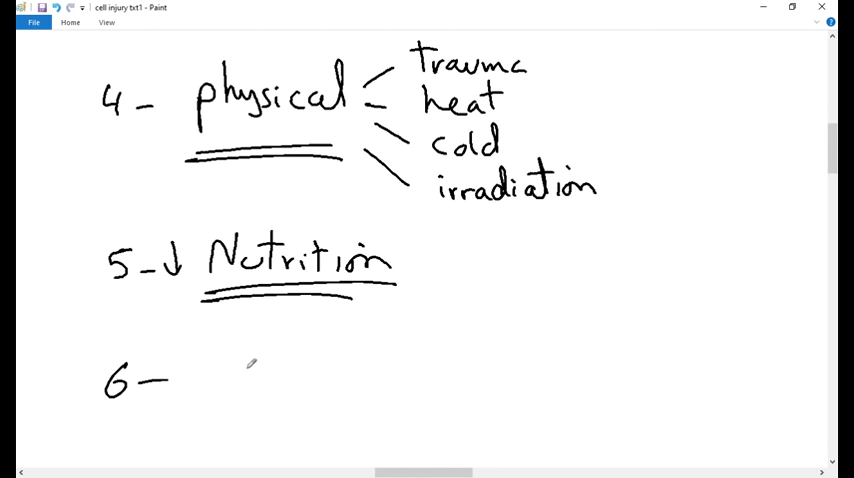 cell injury txt1 - Paint
File Home View
4 - physical
trauma
heat
cold
irradiation
5 - ↓ Nutrition
6 -